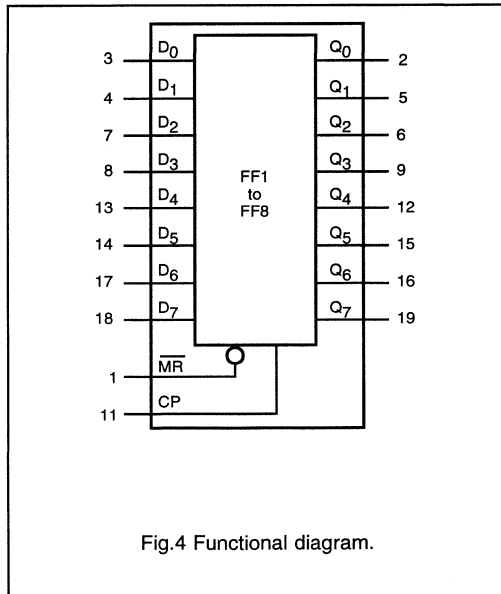 3 D0 Q0 2
4 D1 Q1 5
7 D2 Q2 6
8 D3 Q3 9
FF1
to
FF8
13 D4 Q4 12
14 D5 Q5 15
17 D6 Q6 16
18 D7 Q7 19
1 M̅R̅
11 CP
Fig.4 Functional diagram.